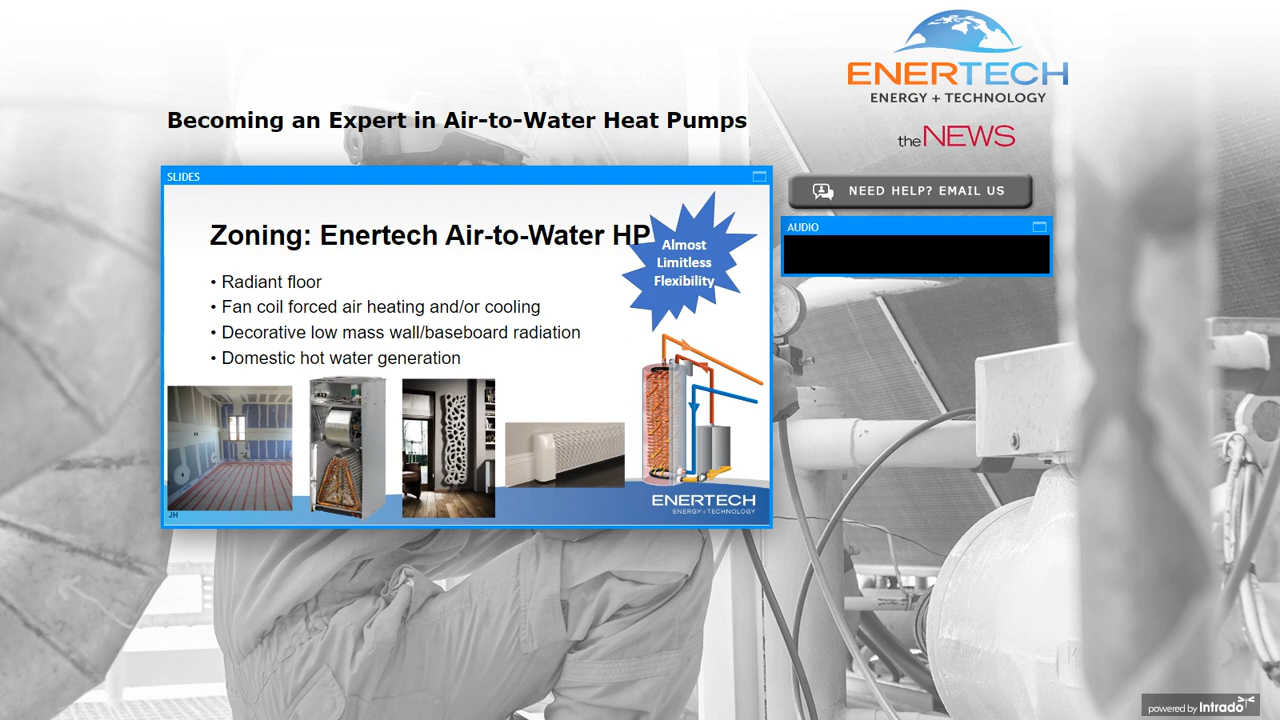 ENERTECH
ENERGY + TECHNOLOGY
Becoming an Expert in Air-to-Water Heat Pumps
the NEWS
SLIDES
NEED HELP? EMAIL US
AUDIO
Zoning: Enertech Air-to-Water HP
Almost
Limitless
Flexibility
• Radiant floor
• Fan coil forced air heating and/or cooling
• Decorative low mass wall/baseboard radiation
• Domestic hot water generation
ENERTECH
ENERGY + TECHNOLOGY
JH
powered by Intrado